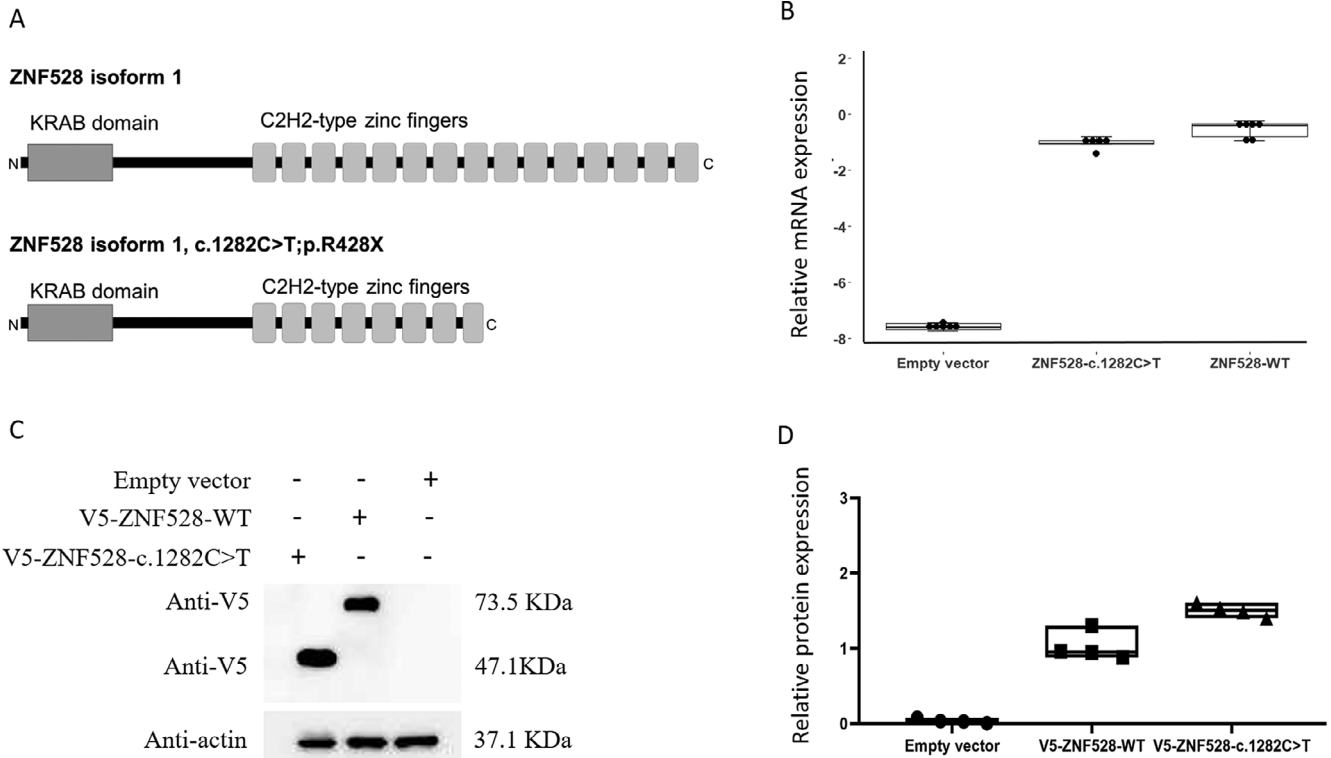 A
ZNF528 isoform 1
KRAB domain
C2H2-type zinc fingers
N
C
ZNF528 isoform 1, c.1282C>T;p.R428X
KRAB domain
C2H2-type zinc fingers
N
C
B
Relative mRNA expression
2
0
-2
-4
-6
-8
Empty vector
ZNF528-c.1282C>T
ZNF528-WT
C
Empty vector - - +
V5-ZNF528-WT - + -
V5-ZNF528-c.1282C>T + - -
Anti-V5 73.5 KDa
Anti-V5 47.1KDa
Anti-actin 37.1 KDa
D
Relative protein expression
3
2
1
0
Empty vector
V5-ZNF528-WT
V5-ZNF528-c.1282C>T